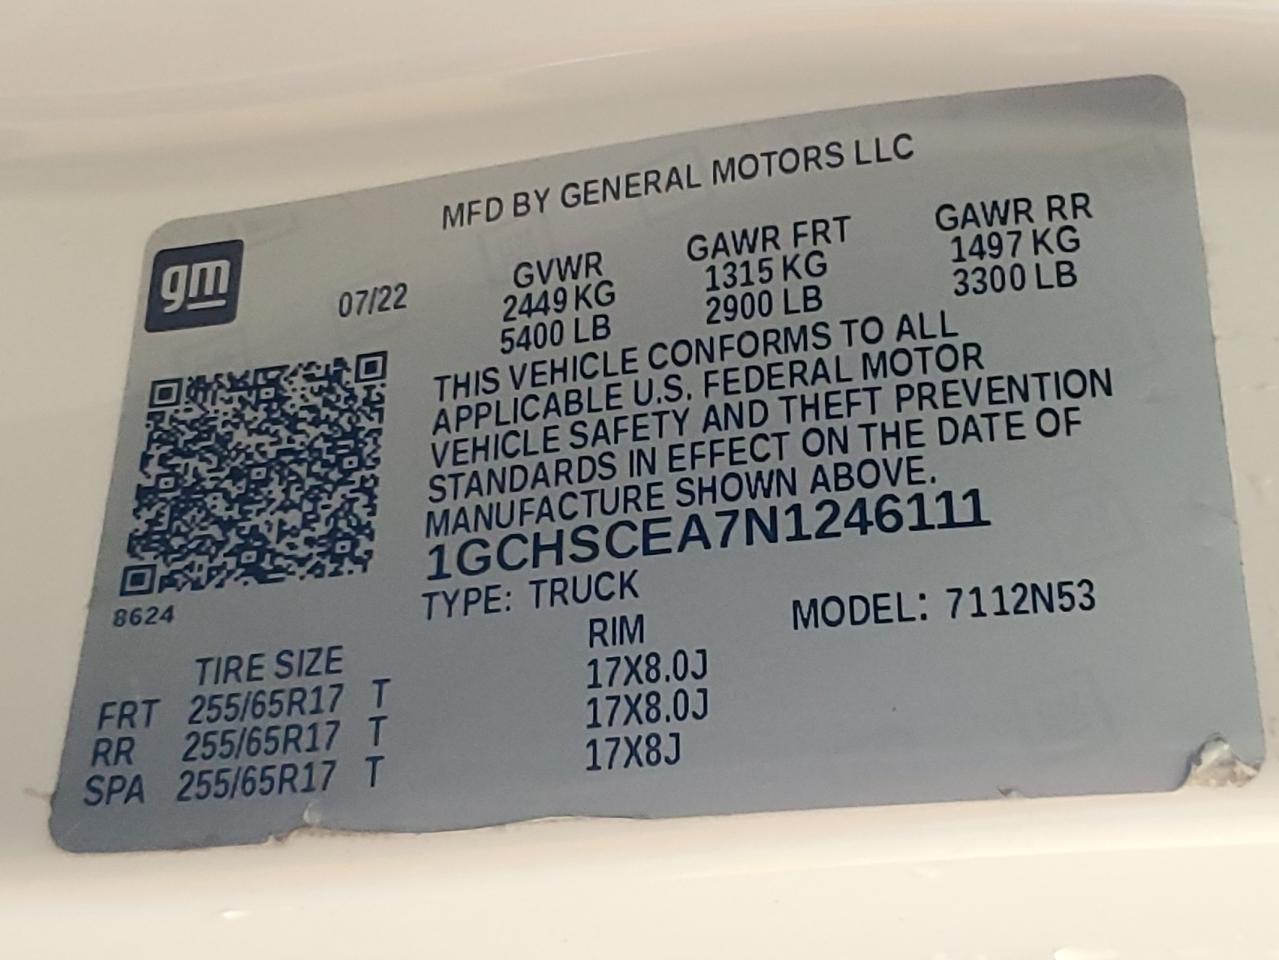 MFD BY GENERAL MOTORS LLC
gm
07/22
GVWR GAWR FRT GAWR RR
2449 KG 1315 KG 1497 KG
5400 LB 2900 LB 3300 LB
THIS VEHICLE CONFORMS TO ALL
APPLICABLE U.S. FEDERAL MOTOR
VEHICLE SAFETY AND THEFT PREVENTION
STANDARDS IN EFFECT ON THE DATE OF
MANUFACTURE SHOWN ABOVE.
1GCHSCEA7N1246111
8624
TYPE: TRUCK MODEL: 7112N53
TIRE SIZE RIM
FRT 255/65R17 T 17X8.0J
RR 255/65R17 T 17X8.0J
SPA 255/65R17 T 17X8J